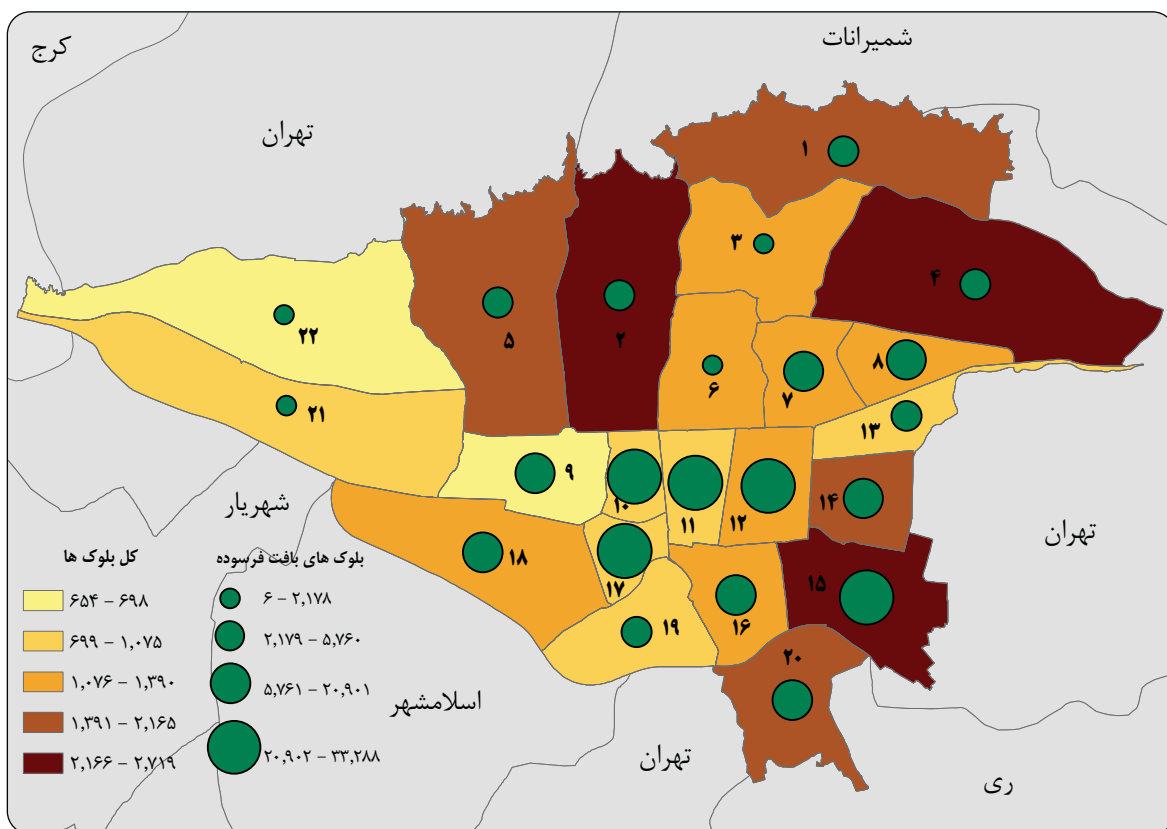 شمیرانات
کرج
تهران
۱
۳
۴
۲۲
۵
۲
۶
۷
۸
۲۱
۱۳
۹
۱۰
۱۱
۱۲
۱۴
شهریار
تهران
۱۸
۱۷
۱۶
۱۵
۱۹
۲۰
اسلامشهر
تهران
ری
کل بلوک ها
۶۵۴ – ۶۹۸
۶۹۹ – ۱,۰۷۵
۱,۰۷۶ – ۱,۳۹۰
۱,۳۹۱ – ۲,۱۶۵
۲,۱۶۶ – ۲,۷۱۹
بلوک های بافت فرسوده
۶ – ۲,۱۷۸
۲,۱۷۹ – ۵,۷۶۰
۵,۷۶۱ – ۲۰,۹۰۱
۲۰,۹۰۲ – ۳۳,۲۸۸